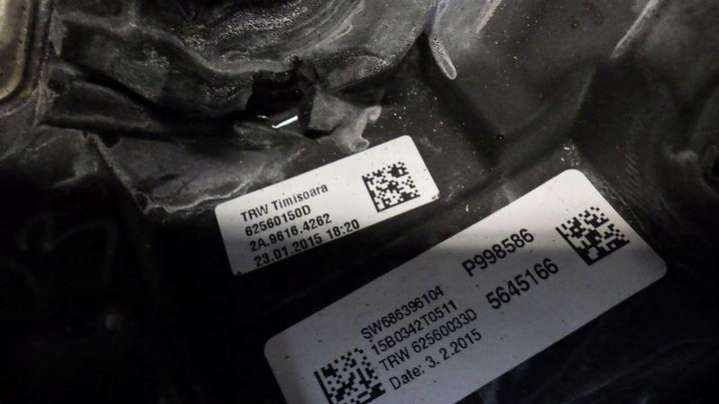 TRW Timisoara
62560150D
2A.9616.4262
23.01.2015 18:20
SW686396104
15B0342T0511
TRW 62560033D
Date: 3. 2.2015
P998586
5645166